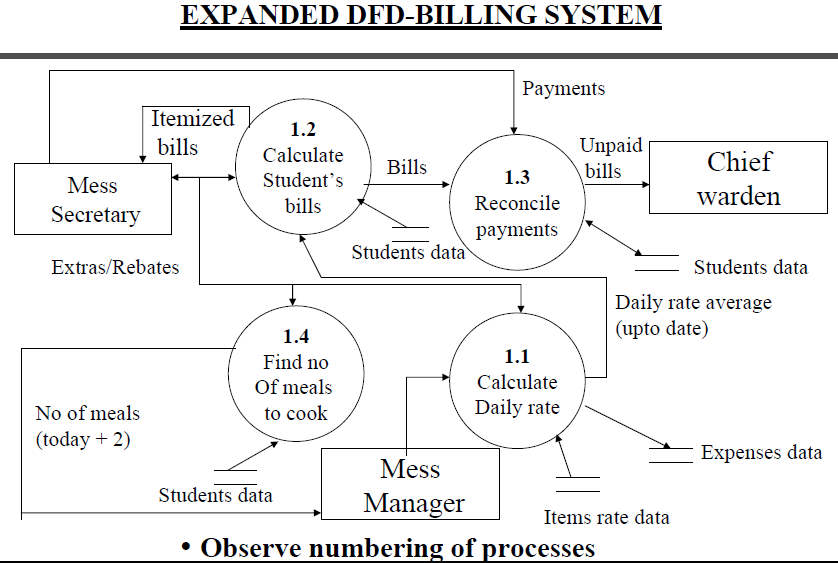 EXPANDED DFD-BILLING SYSTEM
Payments
Itemized
bills
1.2
Calculate
Student's
bills
Bills
1.3
Reconcile
payments
Unpaid
bills
Chief
warden
Mess
Secretary
Students data
Extras/Rebates
Students data
Daily rate average
(upto date)
1.4
Find no
Of meals
to cook
1.1
Calculate
Daily rate
No of meals
(today + 2)
Expenses data
Students data
Mess
Manager
Items rate data
• Observe numbering of processes